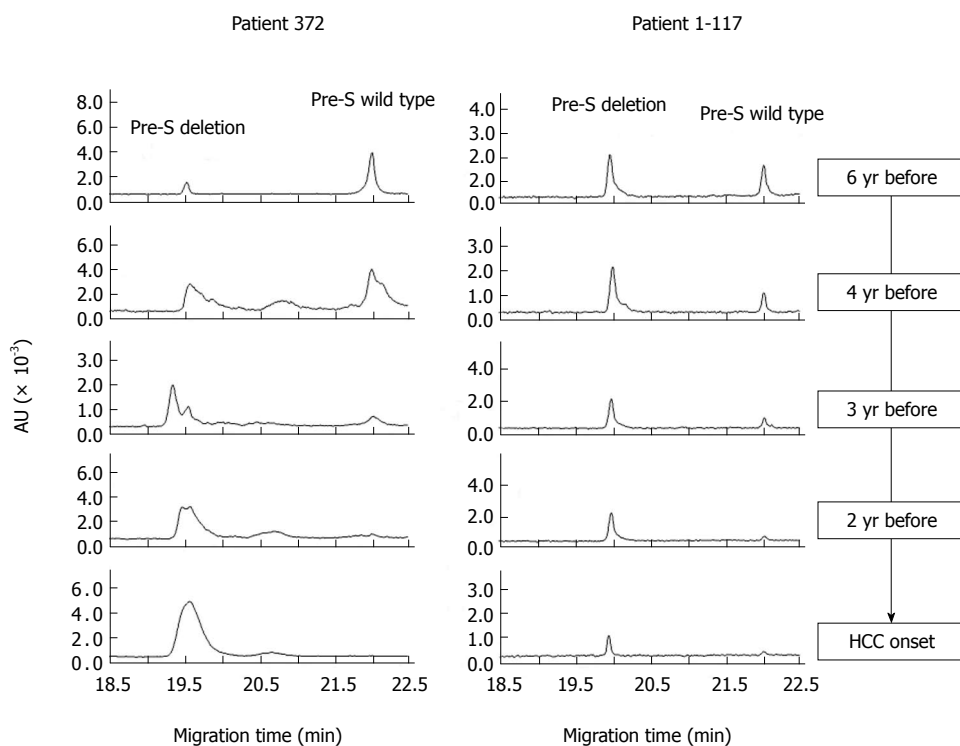 Patient 372
Patient 1-117
8.0
6.0
4.0
2.0
0.0
Pre-S deletion
Pre-S wild type
4.0
3.0
2.0
2.0
0.0
Pre-S deletion
Pre-S wild type
6 yr before
6.0
4.0
2.0
0.0
3.0
2.0
1.0
0.0
4 yr before
AU (× 10-3)
3.0
2.0
1.0
0.0
4.0
2.0
0.0
3 yr before
6.0
4.0
2.0
0.0
4.0
2.0
0.0
2 yr before
6.0
4.0
2.0
0.0
3.0
2.0
1.0
0.0
HCC onset
18.5 19.5 20.5 21.5 22.5
18.5 20.0 20.5 21.5 22.5
Migration time (min)
Migration time (min)